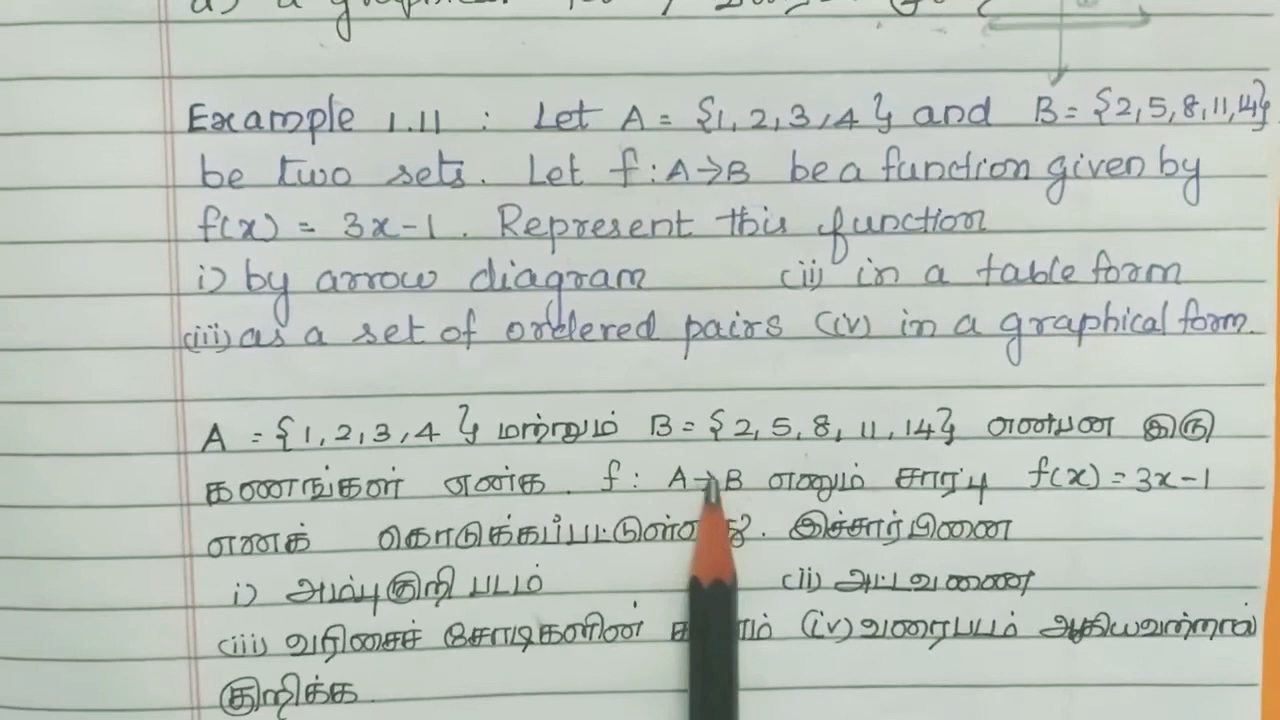 Example 1.11 : Let A = {1, 2, 3, 4 } and B = {2, 5, 8, 11, 14}
be two sets. Let f : A→B be a function given by
f(x) = 3x-1. Represent this function
i) by arrow diagram (ii) in a table form
(iii) as a set of ordered pairs (iv) in a graphical form.
A = {1, 2, 3, 4 } மற்றும் B = {2, 5, 8, 11, 14} என்பன இரு
கணங்கள் என்க. f : A→B எனும் சார்பு f(x) = 3x-1
எனக் கொடுக்கப்பட்டுள்ளது. இச்சார்பினை
i) அம்புகுறி படம் (ii) அட்டவணை
(iii) வரிசைச் சோடிகளின் (iv) வரைபடம் ஆகியவற்றால்
குறிக்க.